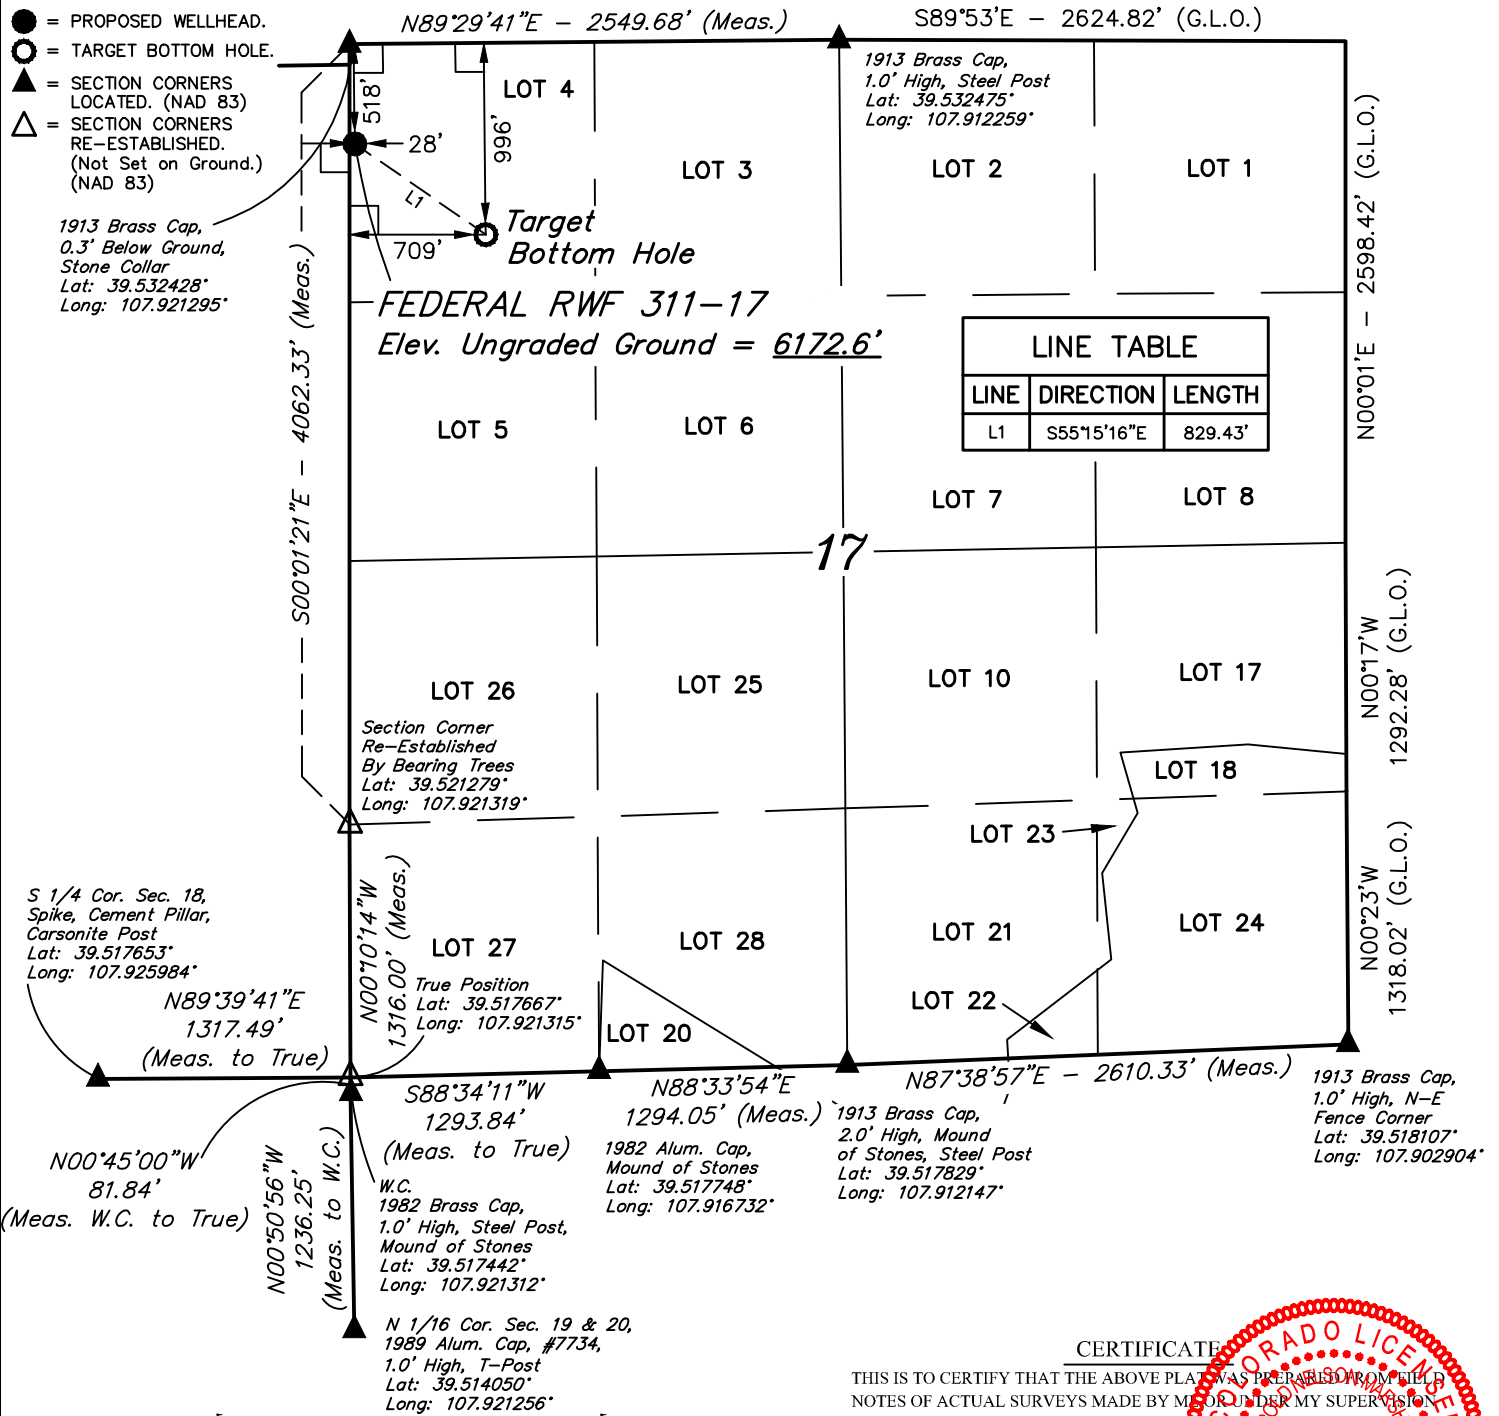 = PROPOSED WELLHEAD.
= TARGET BOTTOM HOLE.
= SECTION CORNERS
LOCATED. (NAD 83)
= SECTION CORNERS
RE-ESTABLISHED.
(Not Set on Ground.)
(NAD 83)
N89°29'41"E - 2549.68' (Meas.)
S89°53'E - 2624.82' (G.L.O.)
1913 Brass Cap,
1.0' High, Steel Post
Lat: 39.532475°
Long: 107.912259°
518'
28'
996'
L1
709'
LOT 4
LOT 3
LOT 2
LOT 1
Target
Bottom Hole
1913 Brass Cap,
0.3' Below Ground,
Stone Collar
Lat: 39.532428°
Long: 107.921295°
FEDERAL RWF 311-17
Elev. Ungraded Ground = 6172.6'
LINE TABLE
LINE DIRECTION LENGTH
L1 S55°15'16"E 829.43'
S00°01'21"E - 4062.33' (Meas.)
N00°01'E - 2598.42' (G.L.O.)
LOT 5
LOT 6
LOT 7
LOT 8
17
LOT 26
LOT 25
LOT 10
LOT 17
N00°17'W
1292.28' (G.L.O.)
Section Corner
Re-Established
By Bearing Trees
Lat: 39.521279°
Long: 107.921319°
LOT 18
LOT 23
S 1/4 Cor. Sec. 18,
Spike, Cement Pillar,
Carsonite Post
Lat: 39.517653°
Long: 107.925984°
N00°10'14"W
1316.00' (Meas.)
LOT 27
LOT 28
LOT 21
LOT 24
N00°23'W
1318.02' (G.L.O.)
True Position
Lat: 39.517667°
Long: 107.921315°
LOT 20
LOT 22
N89°39'41"E
1317.49'
(Meas. to True)
S88°34'11"W
1293.84'
(Meas. to True)
N88°33'54"E
1294.05' (Meas.)
N87°38'57"E - 2610.33' (Meas.)
1913 Brass Cap,
1.0' High, N-E
Fence Corner
Lat: 39.518107°
Long: 107.902904°
1913 Brass Cap,
2.0' High, Mound
of Stones, Steel Post
Lat: 39.517829°
Long: 107.912147°
1982 Alum. Cap,
Mound of Stones
Lat: 39.517748°
Long: 107.916732°
N00°45'00"W
81.84'
(Meas. W.C. to True)
N00°50'56"W
1236.25'
(Meas. to W.C.)
W.C.
1982 Brass Cap,
1.0' High, Steel Post,
Mound of Stones
Lat: 39.517442°
Long: 107.921312°
N 1/16 Cor. Sec. 19 & 20,
1989 Alum. Cap, #7734,
1.0' High, T-Post
Lat: 39.514050°
Long: 107.921256°
CERTIFICATE
THIS IS TO CERTIFY THAT THE ABOVE PLAT WAS PREPARED FROM FIELD
NOTES OF ACTUAL SURVEYS MADE BY ME OR UNDER MY SUPERVISION
COLORADO LICENSED
NELSON MARSHALL